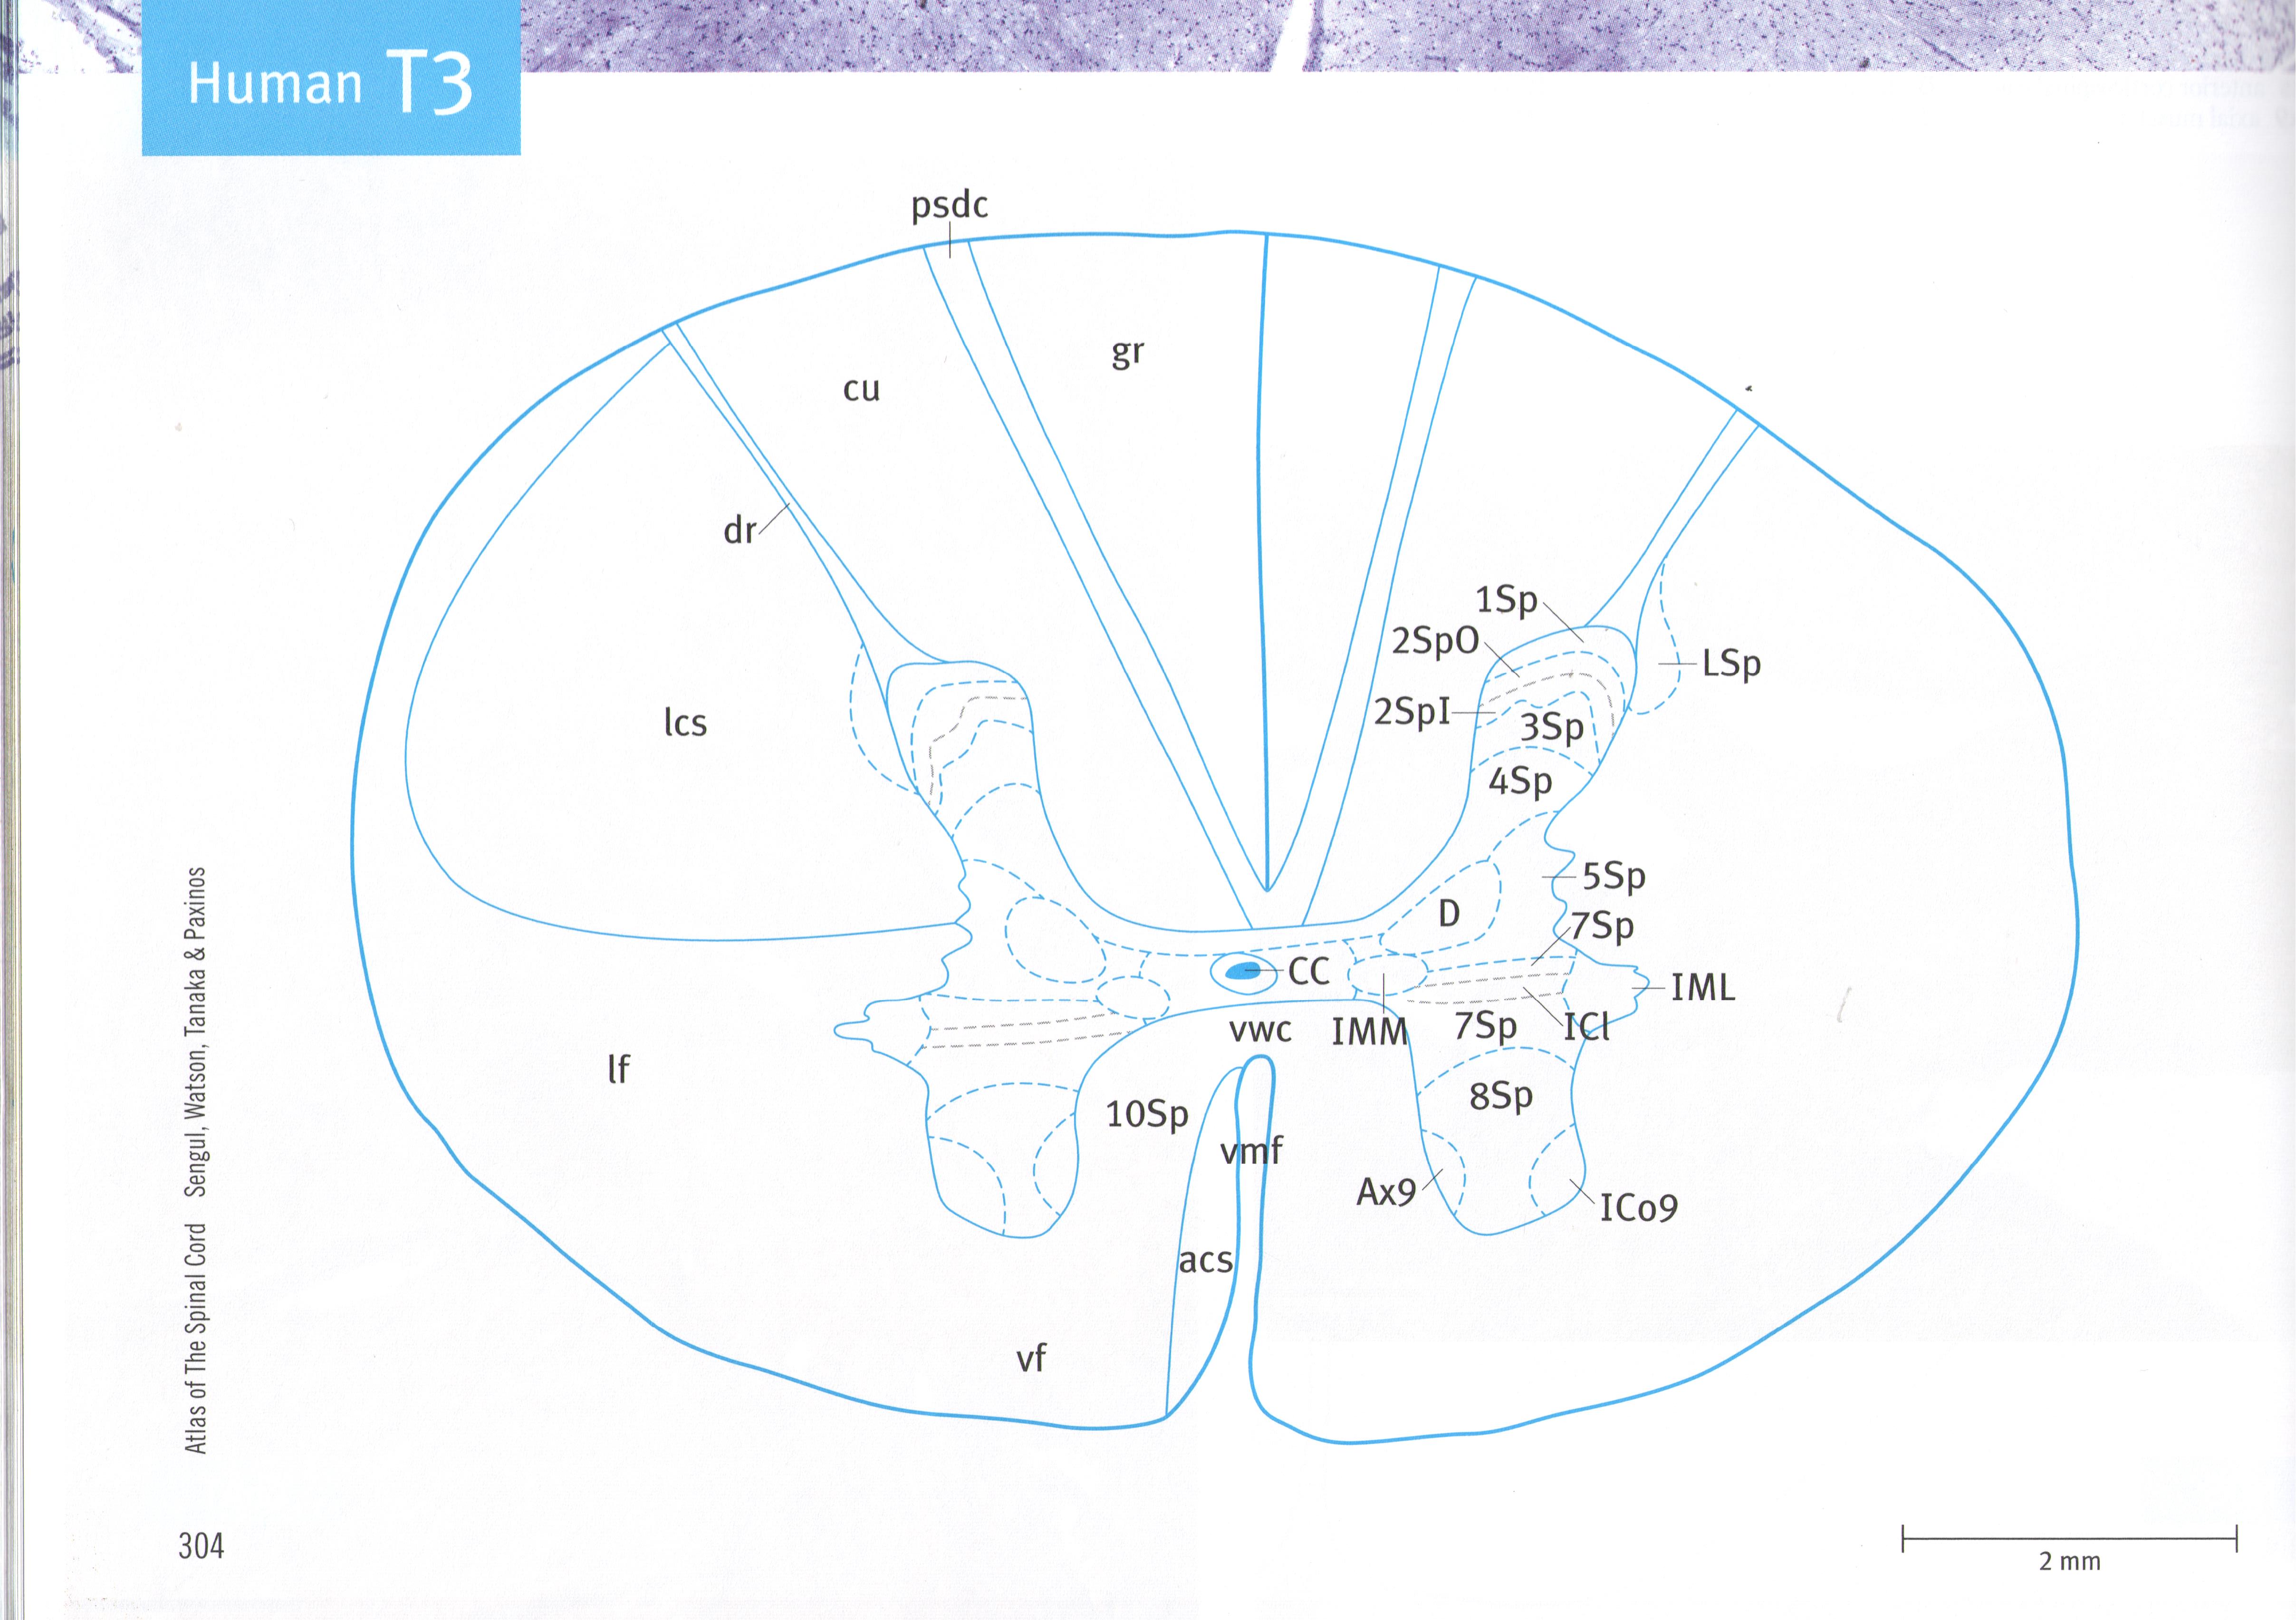 Human T3
psdc
gr
cu
dr
1Sp
2SpO
LSp
2SpI
3Sp
lcs
4Sp
5Sp
D
7Sp
CC
IML
vwc
IMM
7Sp
ICl
lf
8Sp
10Sp
vmf
Ax9
ICo9
acs
vf
Atlas of The Spinal Cord Sengul, Watson, Tanaka & Paxinos
304
2 mm